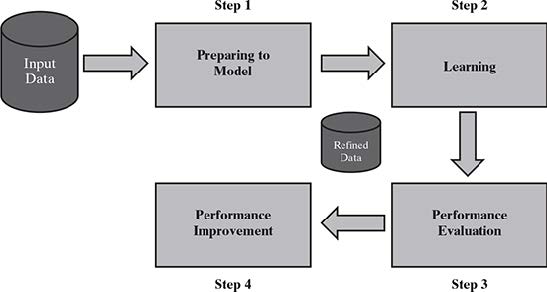 Step 1
Step 2
Input
Data
Preparing to
Model
Learning
Refined
Data
Performance
Improvement
Performance
Evaluation
Step 4
Step 3